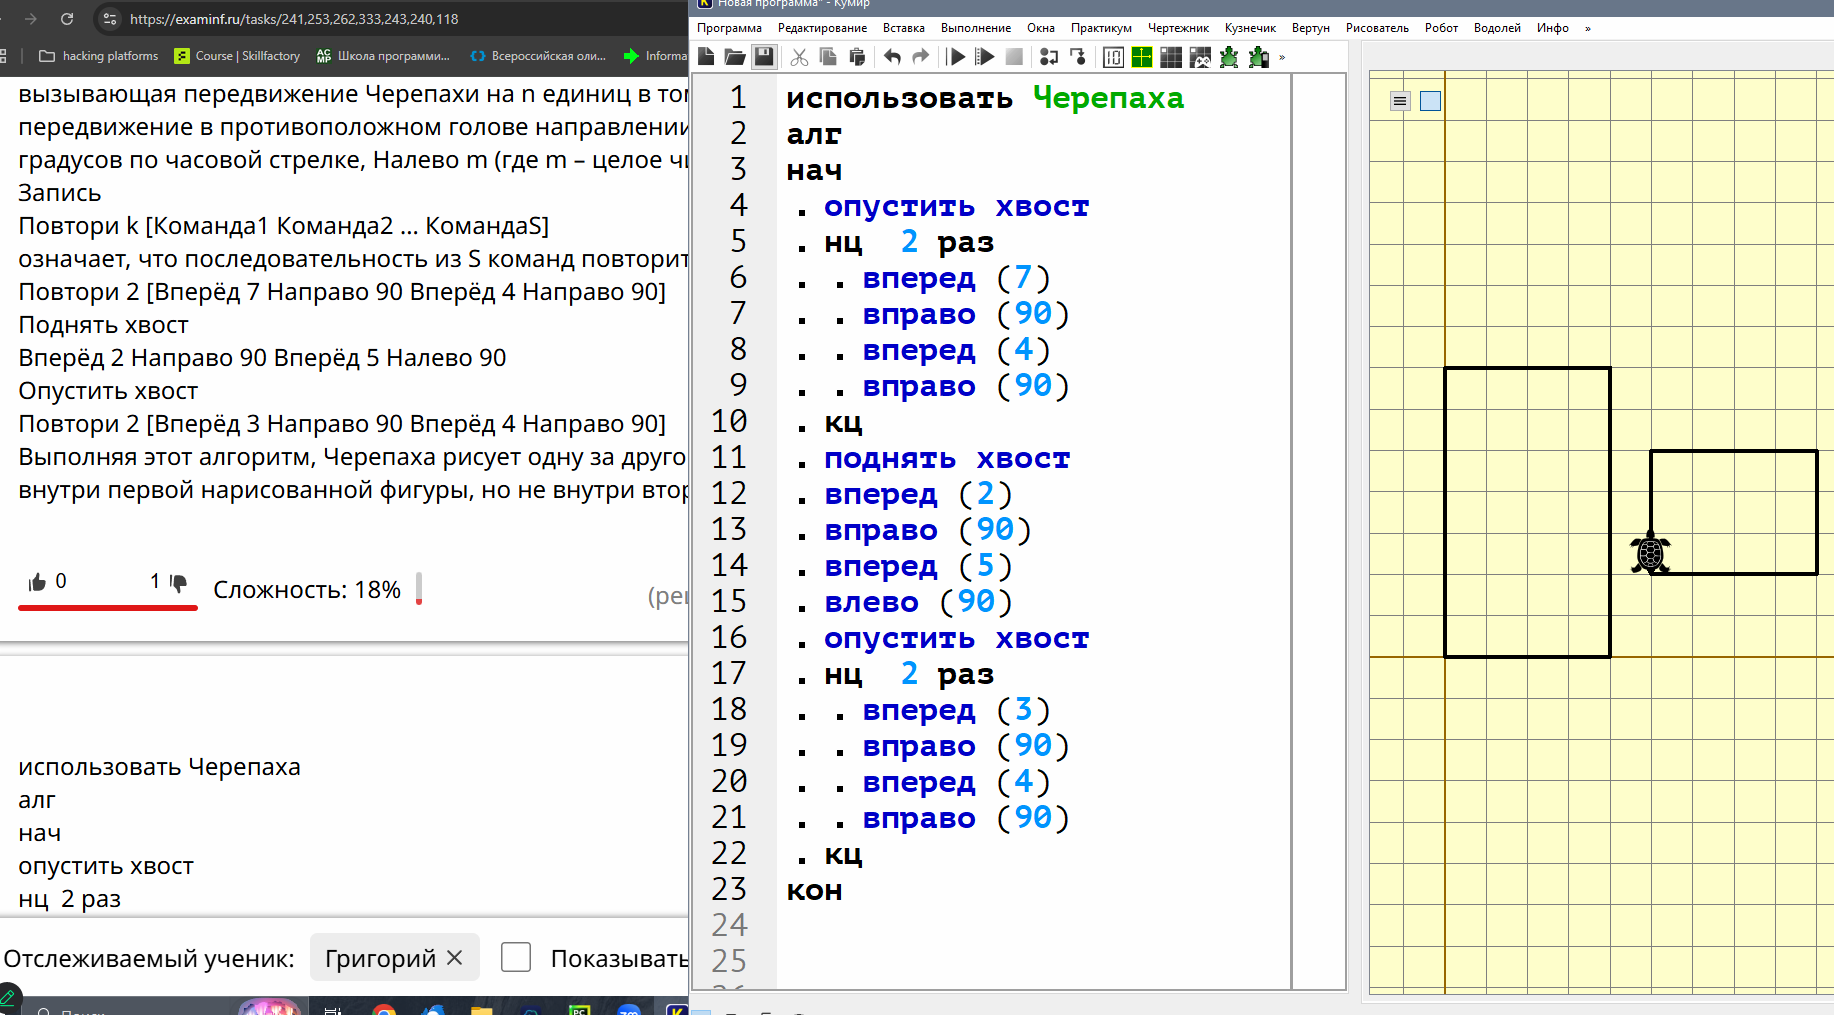 Новая программа* - Кумир
https://examinf.ru/tasks/241,253,262,333,243,240,118
hacking platforms
Course | Skillfactory
Школа программи...
Всероссийская оли...
Informa
Программа Редактирование Вставка Выполнение Окна Практикум Чертежник Кузнечик Вертун Рисователь Робот Водолей Инфо »
вызывающая передвижение Черепахи на n единиц в то
передвижение в противоположном голове направлении
градусов по часовой стрелке, Налево m (где m – целое чи
Запись
Повтори k [Команда1 Команда2 ... КомандаS]
означает, что последовательность из S команд повторит
Повтори 2 [Вперёд 7 Направо 90 Вперёд 4 Направо 90]
Поднять хвост
Вперёд 2 Направо 90 Вперёд 5 Налево 90
Опустить хвост
Повтори 2 [Вперёд 3 Направо 90 Вперёд 4 Направо 90]
Выполняя этот алгоритм, Черепаха рисует одну за друго
внутри первой нарисованной фигуры, но не внутри втор
0
1
Сложность: 18%
(ре
использовать Черепаха
алг
нач
опустить хвост
нц 2 раз
Отслеживаемый ученик:
Григорий ×
Показывать
Поиск
1 использовать Черепаха
2 алг
3 нач
4 . опустить хвост
5 . нц 2 раз
6 . . вперед (7)
7 . . вправо (90)
8 . . вперед (4)
9 . . вправо (90)
10 . кц
11 . поднять хвост
12 . вперед (2)
13 . вправо (90)
14 . вперед (5)
15 . влево (90)
16 . опустить хвост
17 . нц 2 раз
18 . . вперед (3)
19 . . вправо (90)
20 . . вперед (4)
21 . . вправо (90)
22 . кц
23 кон
24
25